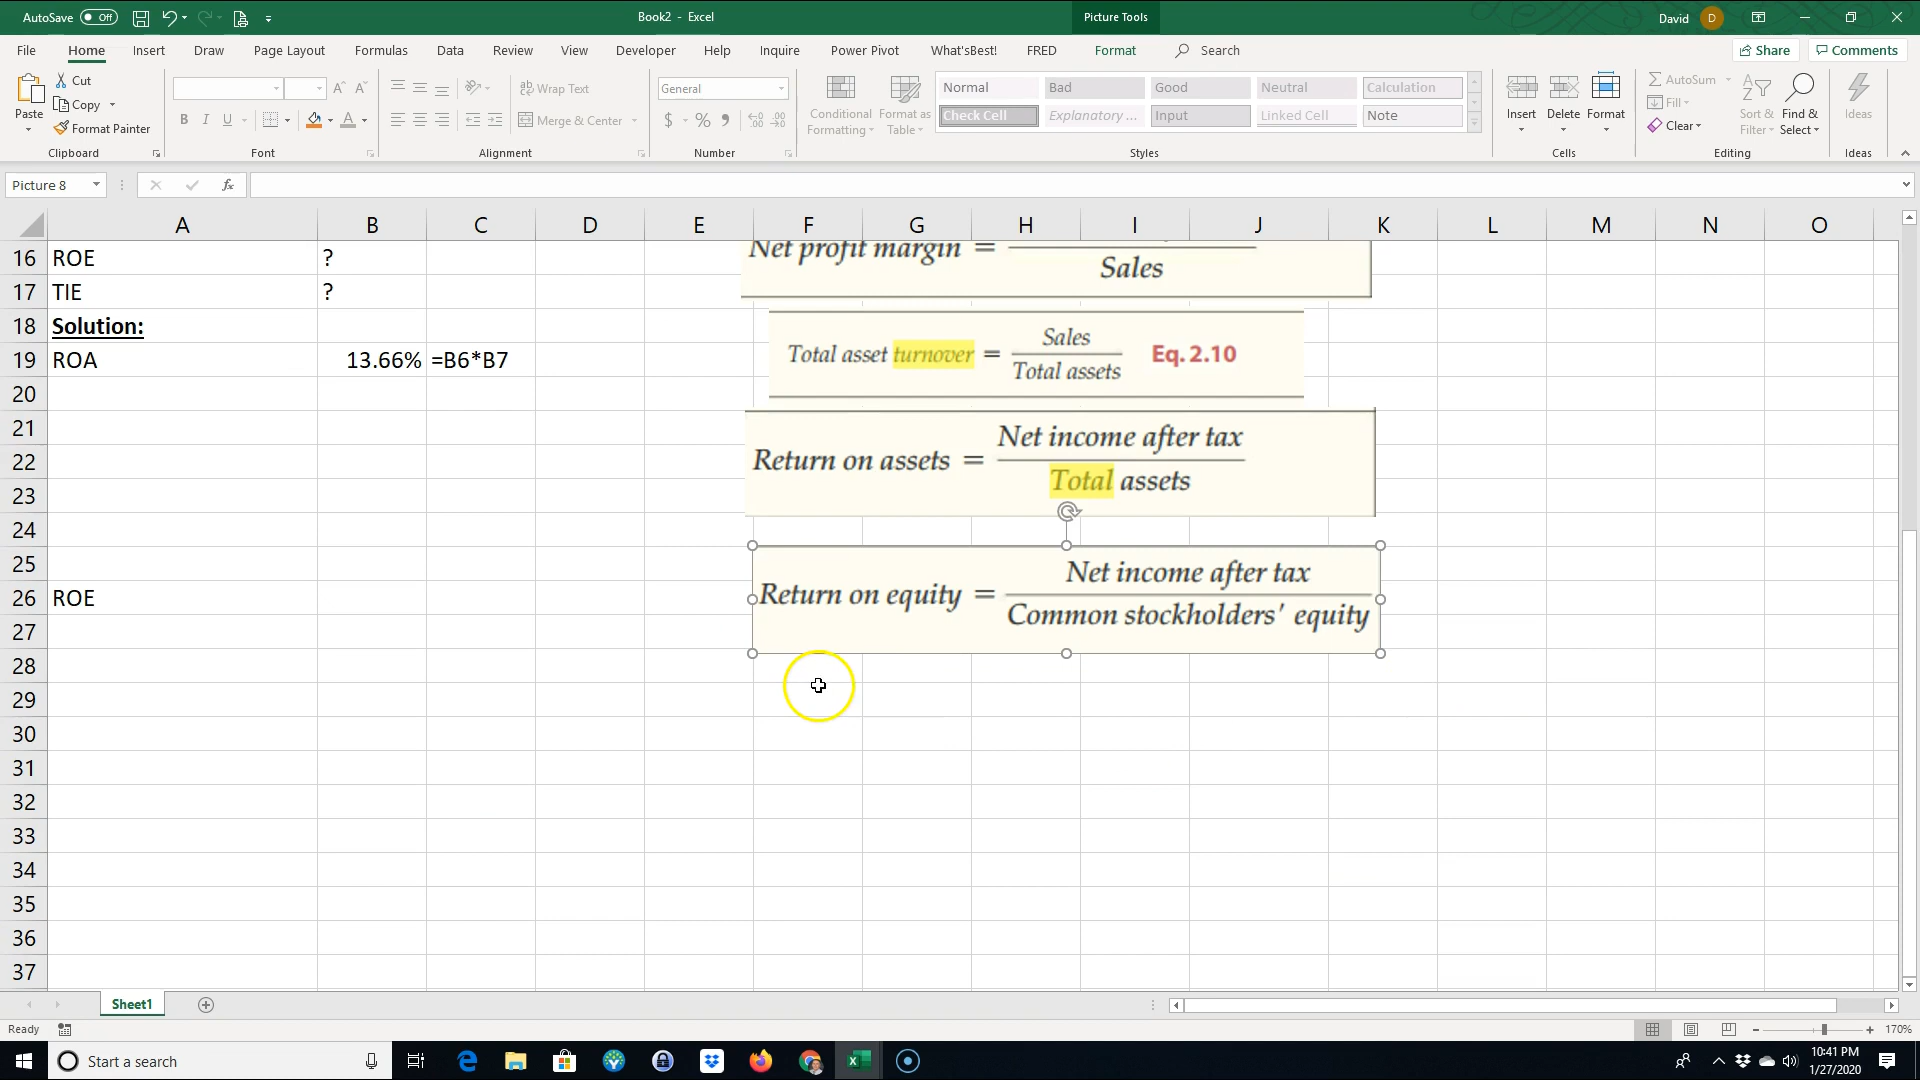 AutoSave Off Book2 - Excel Picture Tools David D
File Home Insert Draw Page Layout Formulas Data Review View Developer Help Inquire Power Pivot What'sBest! FRED Format Search Share Comments
Paste Cut Copy Format Painter
A A B I U A
Wrap Text Merge & Center
General
$ %
Conditional Formatting Format as Table
Normal Bad Good Neutral Calculation
Check Cell Explanatory ... Input Linked Cell Note
Insert Delete Format
AutoSum Fill Clear Sort & Filter Find & Select
Ideas
Clipboard Font Alignment Number Styles Cells Editing Ideas
Picture 8 fx
A B C D E F G H I J K L M N O
16 ROE ?
17 TIE ?
18 Solution:
19 ROA 13.66% =B6*B7
20
21
22
23
24
25
26 ROE
27
28
29
30
31
32
33
34
35
36
37
Net profit margin =
Sales
Total asset turnover = Sales
Total assets
Eq. 2.10
Return on assets = Net income after tax
Total assets
Return on equity = Net income after tax
Common stockholders' equity
Sheet1
Ready 170%
Start a search
10:41 PM
1/27/2020